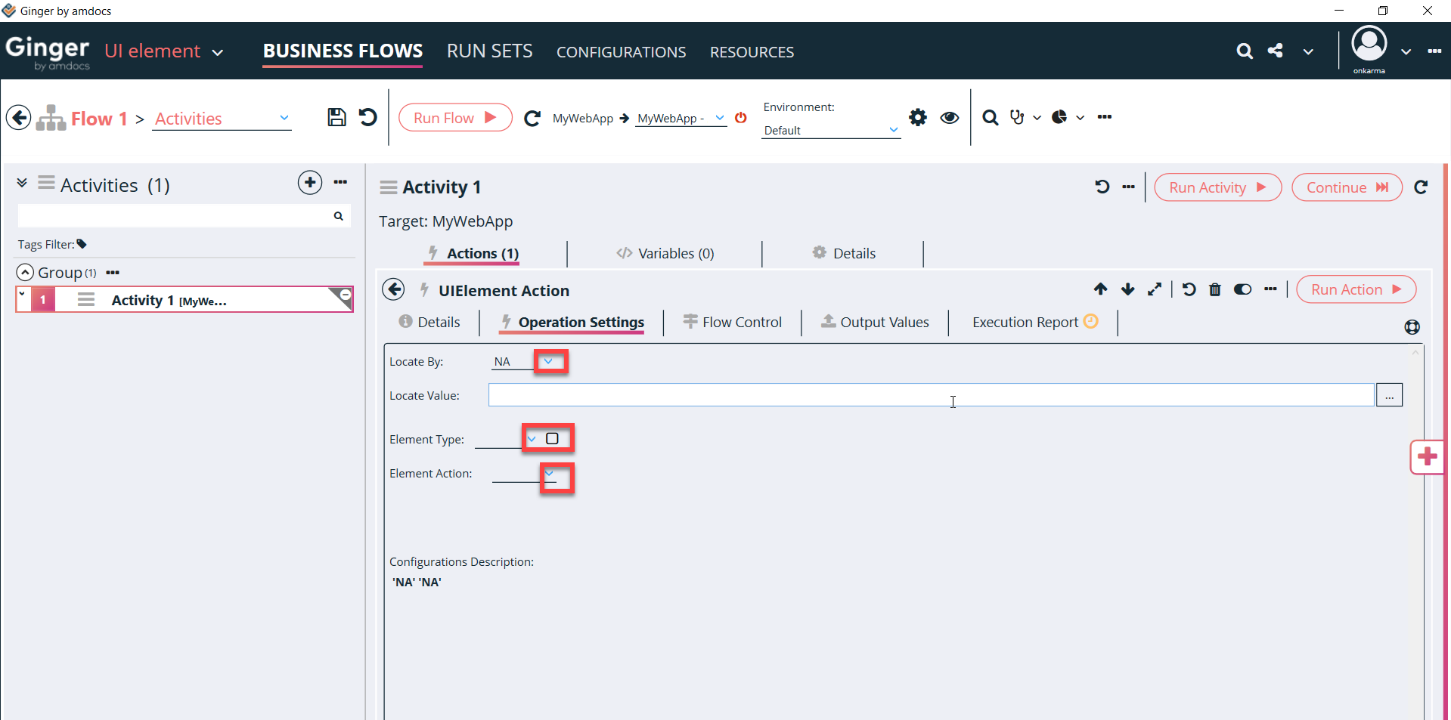 Ginger by amdocs
Ginger by amdocs UI element BUSINESS FLOWS RUN SETS CONFIGURATIONS RESOURCES
onkarma
Flow 1 > Activities Run Flow MyWebApp MyWebApp - Environment:
Default
Activities (1)
Tags Filter:
Group (1)
1 Activity 1 [MyWe...
Activity 1 Run Activity Continue
Target: MyWebApp
Actions (1) Variables (0) Details
UIElement Action Run Action
Details Operation Settings Flow Control Output Values Execution Report
Locate By: NA
Locate Value: ...
Element Type:
Element Action:
Configurations Description:
'NA' 'NA'